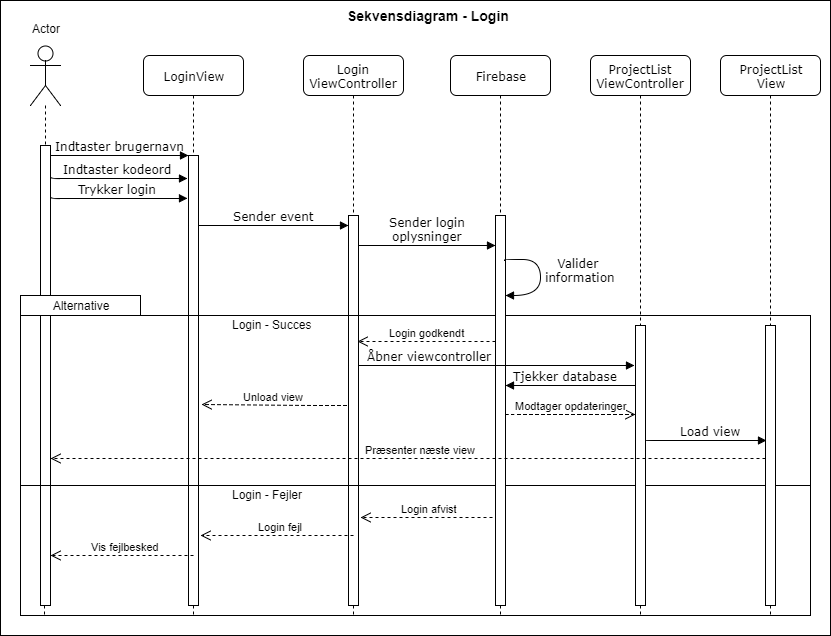 Sekvensdiagram - Login
Actor
LoginView
Login
ViewController
Firebase
ProjectList
ViewController
ProjectList
View
Indtaster brugernavn
Indtaster kodeord
Trykker login
Sender event
Sender login
oplysninger
Valider
information
Alternative
Login - Succes
Login godkendt
Åbner viewcontroller
Tjekker database
Unload view
Modtager opdateringer
Load view
Præsenter næste view
Login - Fejler
Login afvist
Login fejl
Vis fejlbesked